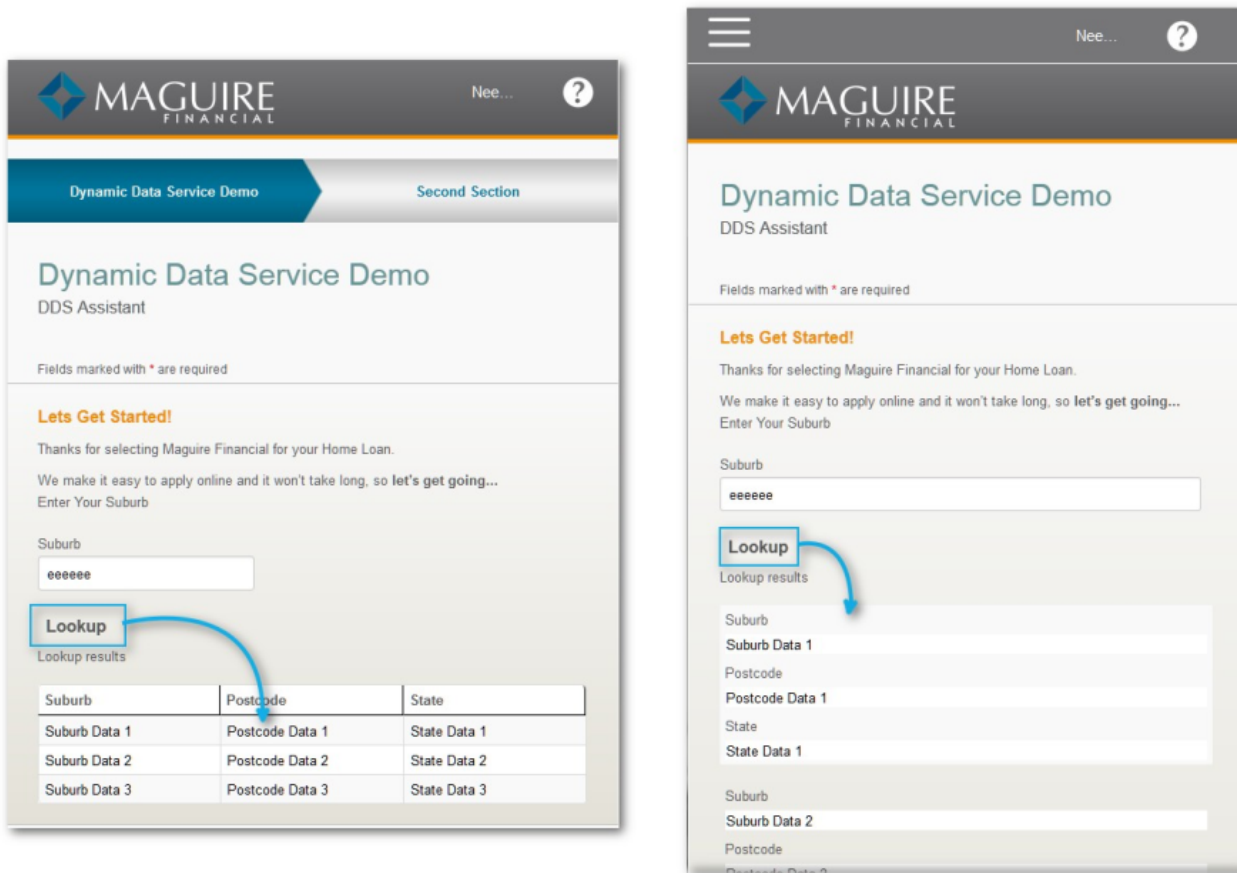 MAGUIRE
FINANCIAL
Nee...
?
Dynamic Data Service Demo
Second Section
Dynamic Data Service Demo
DDS Assistant
Fields marked with * are required
Lets Get Started!
Thanks for selecting Maguire Financial for your Home Loan.
We make it easy to apply online and it won't take long, so let's get going...
Enter Your Suburb
Suburb
eeeeee
Lookup
Lookup results
Suburb Postcode State
Suburb Data 1 Postcode Data 1 State Data 1
Suburb Data 2 Postcode Data 2 State Data 2
Suburb Data 3 Postcode Data 3 State Data 3
Nee...
?
MAGUIRE
FINANCIAL
Dynamic Data Service Demo
DDS Assistant
Fields marked with * are required
Lets Get Started!
Thanks for selecting Maguire Financial for your Home Loan.
We make it easy to apply online and it won't take long, so let's get going...
Enter Your Suburb
Suburb
eeeeee
Lookup
Lookup results
Suburb
Suburb Data 1
Postcode
Postcode Data 1
State
State Data 1
Suburb
Suburb Data 2
Postcode
Postcode Data 2